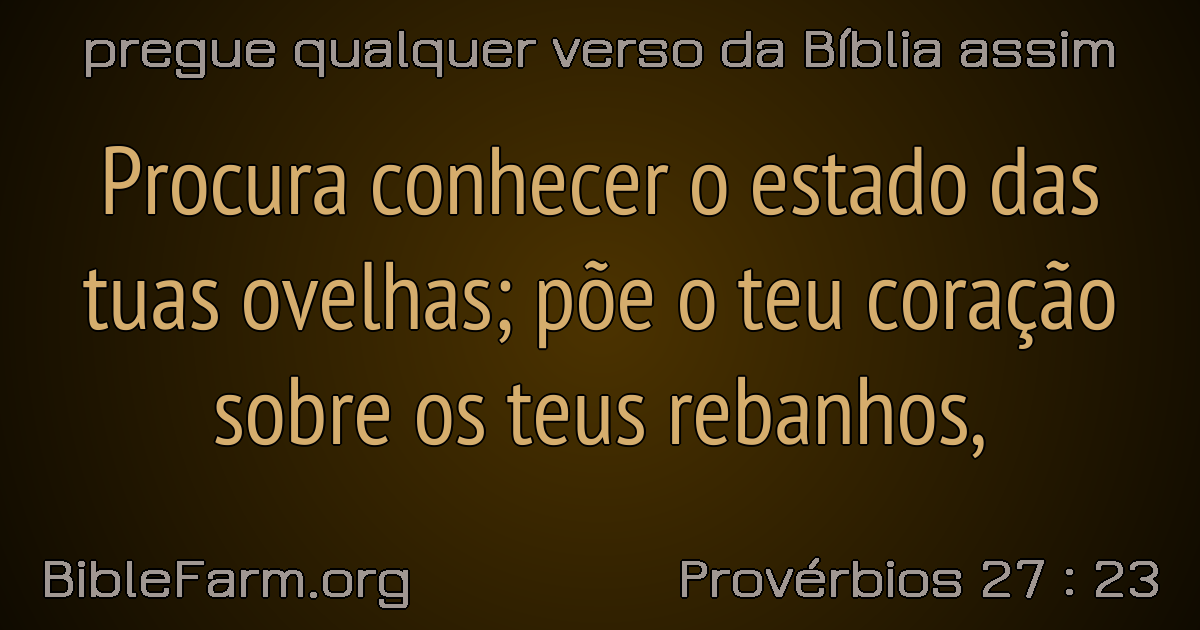 pregue qualquer verso da Bíblia assim
Procura conhecer o estado das
tuas ovelhas; põe o teu coração
sobre os teus rebanhos,
BibleFarm.org
Provérbios 27 : 23